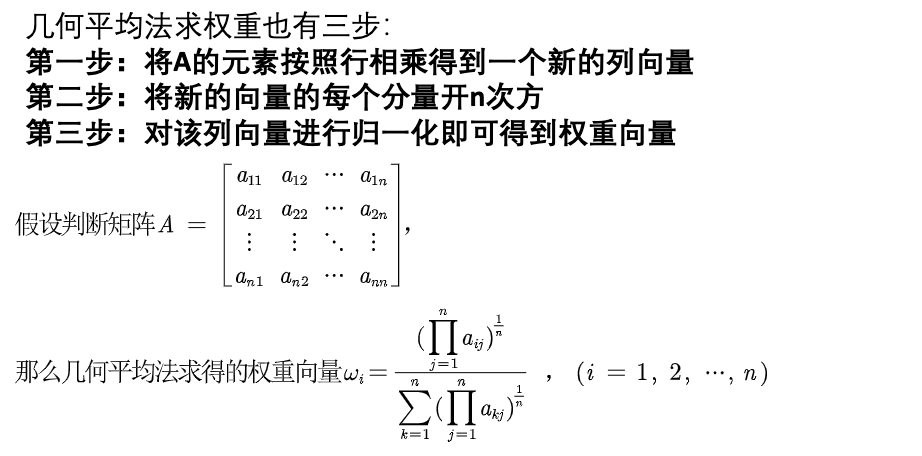 几何平均法求权重也有三步:
第一步：将A的元素按照行相乘得到一个新的列向量
第二步：将新的向量的每个分量开n次方
第三步：对该列向量进行归一化即可得到权重向量
假设判断矩阵 $A = \begin{bmatrix} a_{11} & a_{12} & \cdots & a_{1n} \\ a_{21} & a_{22} & \cdots & a_{2n} \\ \vdots & \vdots & \ddots & \vdots \\ a_{n1} & a_{n2} & \cdots & a_{nn} \end{bmatrix}$,
那么几何平均法求得的权重向量 $\omega_i = \frac{(\prod_{j=1}^{n} a_{ij})^{\frac{1}{n}}}{\sum_{k=1}^{n} (\prod_{j=1}^{n} a_{kj})^{\frac{1}{n}}}$ ，$(i = 1, 2, \cdots, n)$